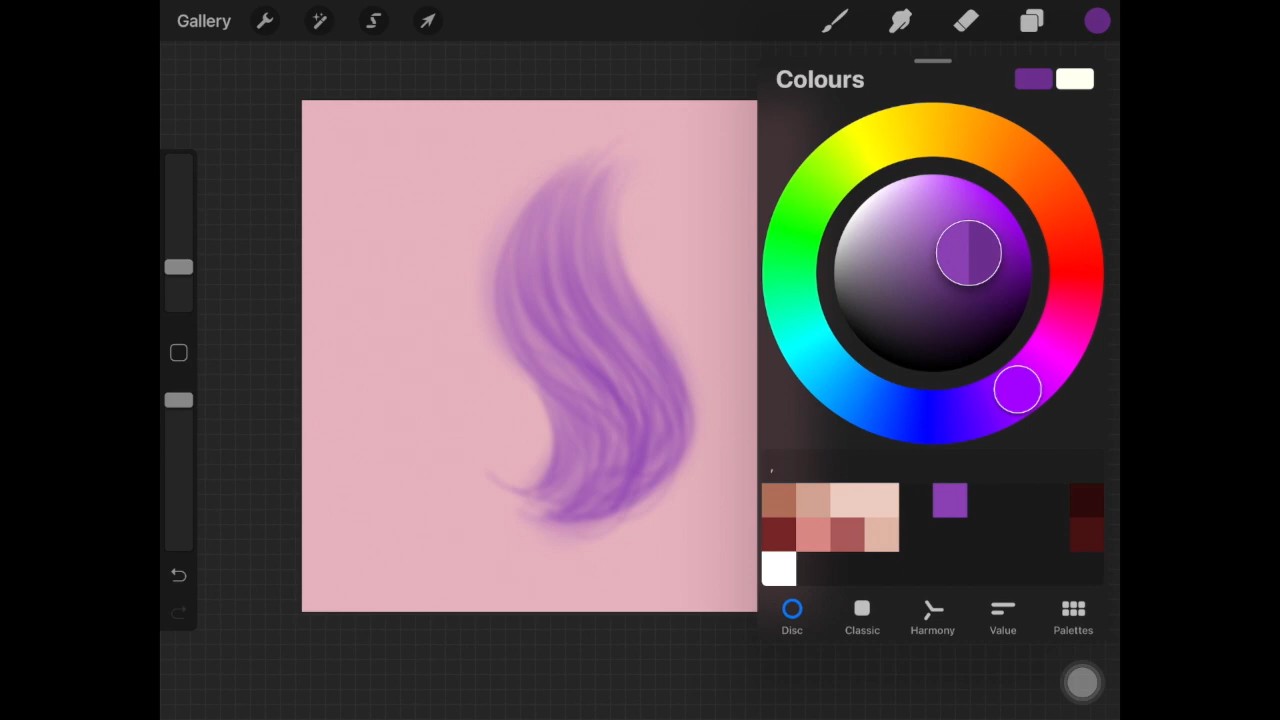 Gallery
Colours
,
Disc
Classic
Harmony
Value
Palettes